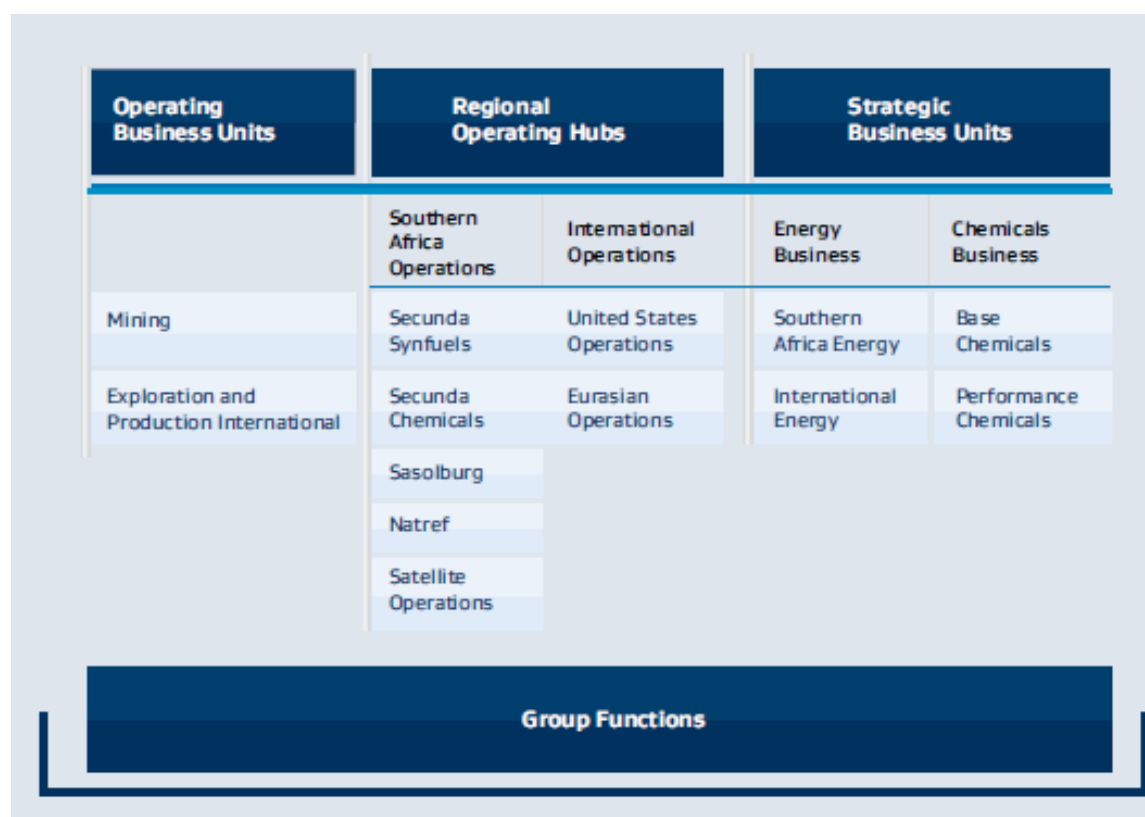 Operating
Business Units
Regional
Operating Hubs
Strategic
Business Units
Southern
Africa
Operations
International
Operations
Energy
Business
Chemicals
Business
Mining
Secunda
Synfuels
United States
Operations
Southern
Africa Energy
Base
Chemicals
Exploration and
Production International
Secunda
Chemicals
Eurasian
Operations
International
Energy
Performance
Chemicals
Sasolburg
Natref
Satellite
Operations
Group Functions